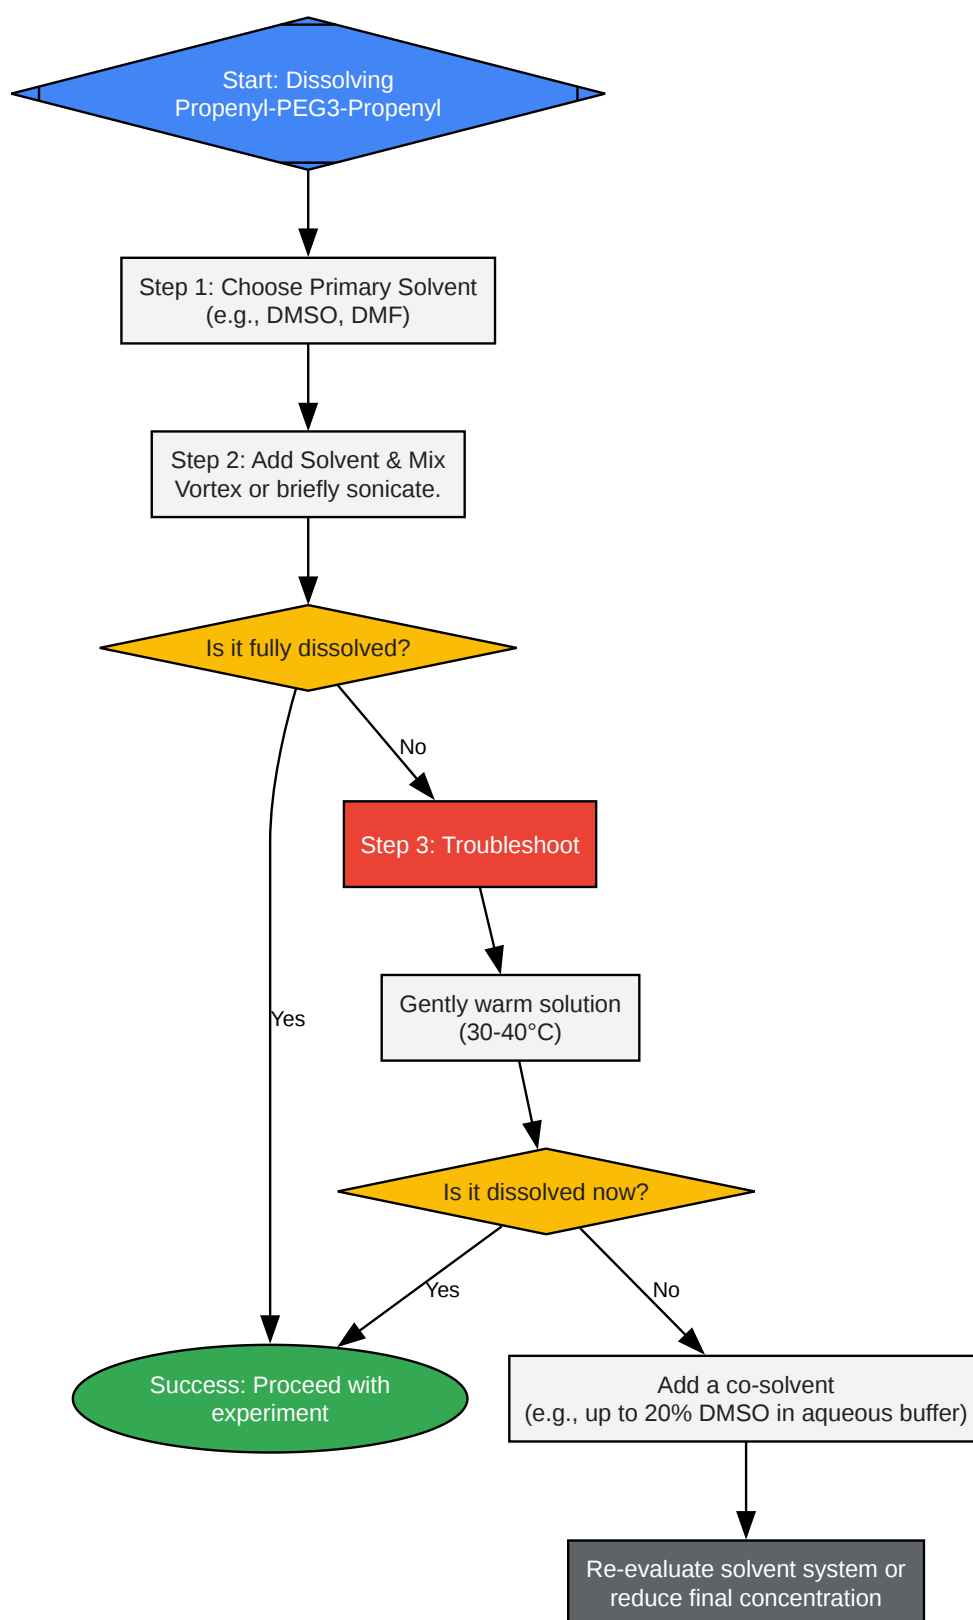 Start: Dissolving
Propenyl-PEG3-Propenyl
Step 1: Choose Primary Solvent
(e.g., DMSO, DMF)
Step 2: Add Solvent & Mix
Vortex or briefly sonicate.
Is it fully dissolved?
No
Step 3: Troubleshoot
Gently warm solution
(30-40°C)
Yes
Is it dissolved now?
Yes
No
Success: Proceed with
experiment
Add a co-solvent
(e.g., up to 20% DMSO in aqueous buffer)
Re-evaluate solvent system or
reduce final concentration